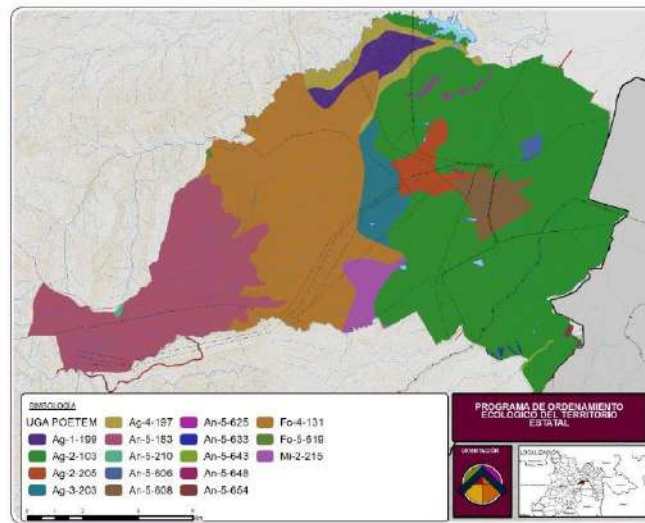 SIMBOLOGÍA
UGA POETEM
Ag-1-199
Ag-2-103
Ag-2-205
Ag-3-203
Ag-4-197
An-5-183
An-5-210
An-5-606
An-5-608
An-5-625
An-5-633
An-5-643
An-5-648
An-5-654
Fo-4-131
Fo-5-619
Mi-2-215
PROGRAMA DE ORDENAMIENTO
ECOLÓGICO DEL TERRITORIO
ESTATAL
ORIENTACIÓN
LOCALIZACIÓN